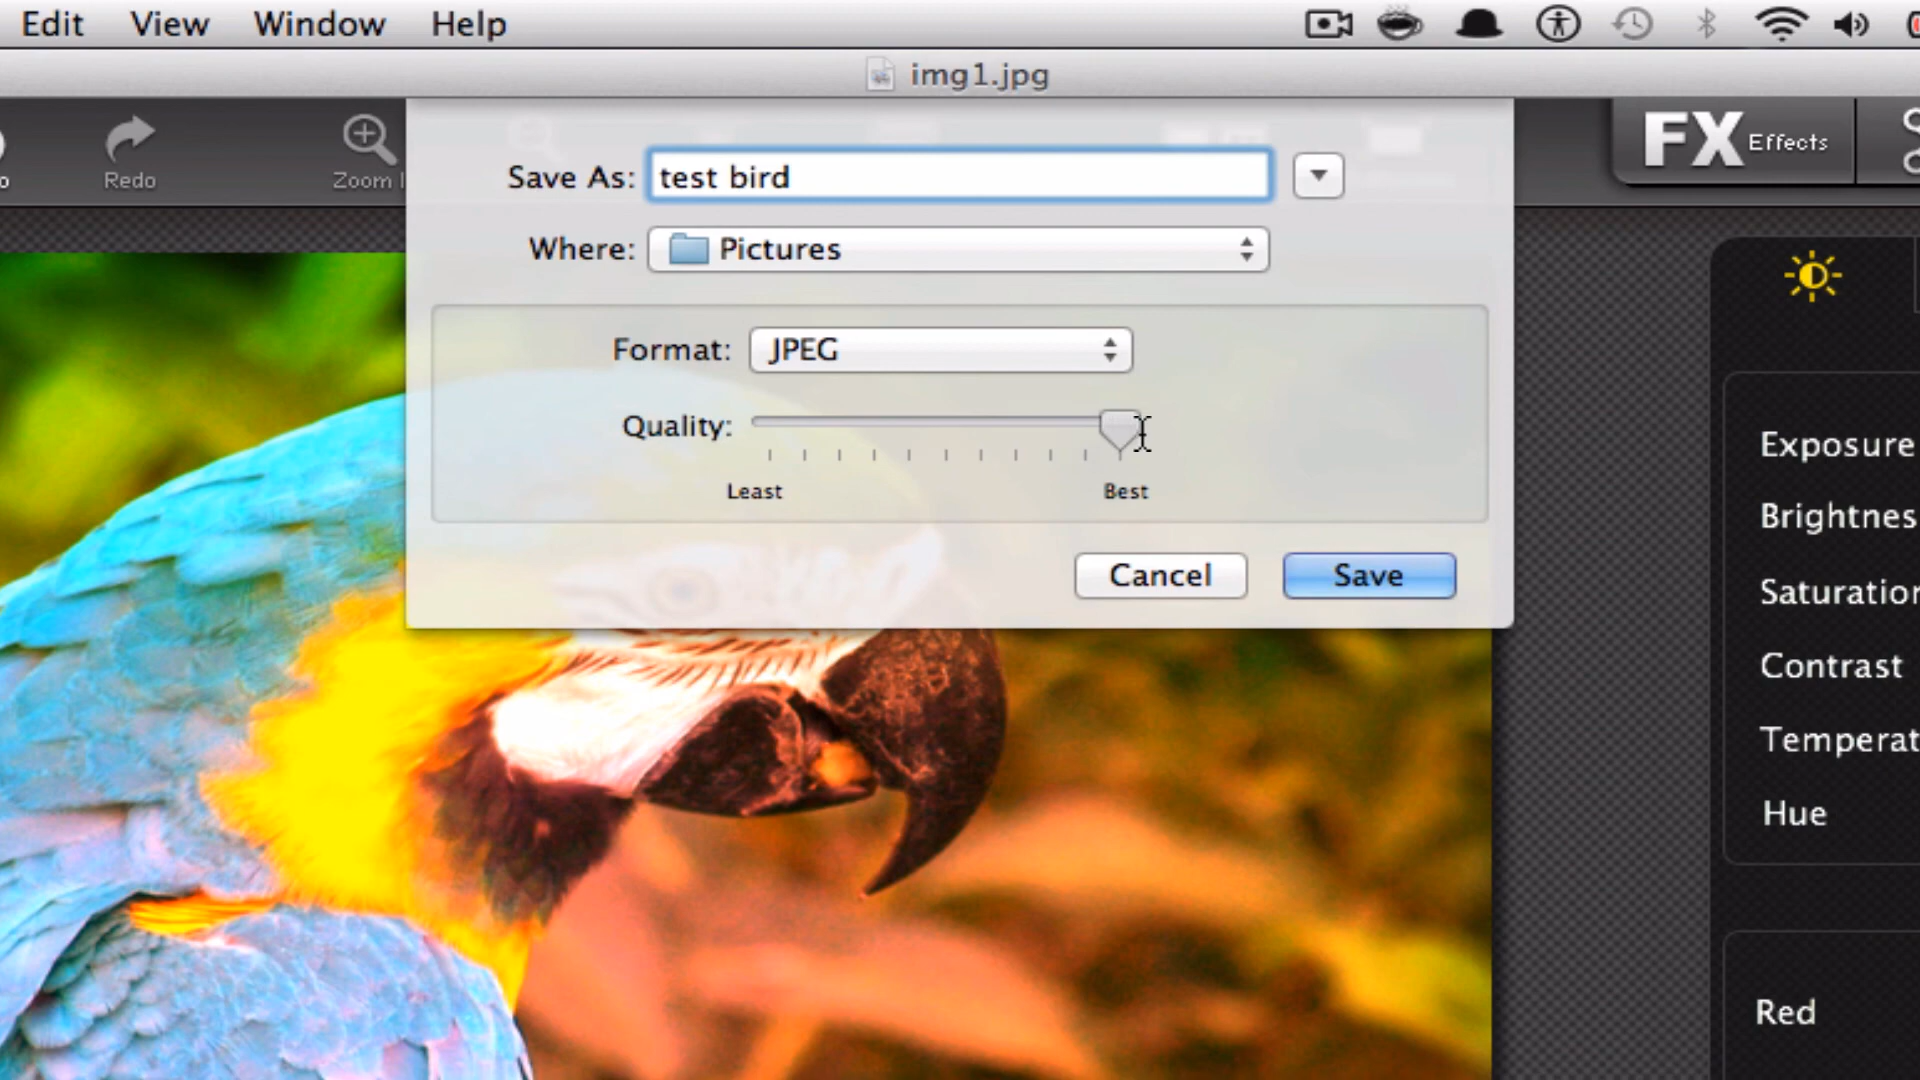 Edit View Window Help
img1.jpg
Redo
Zoom I
FX Effects
Save As: test bird
Where: Pictures
Format: JPEG
Quality:
Least Best
Cancel Save
Exposure
Brightnes
Saturation
Contrast
Temperat
Hue
Red